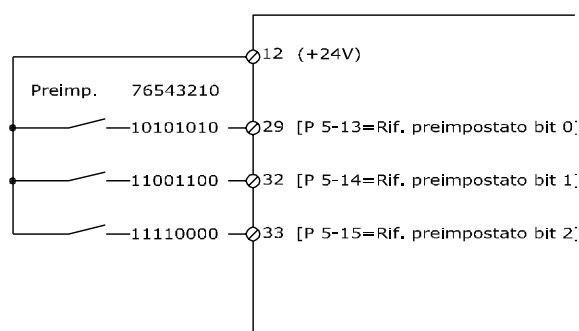 12 (+24V)
Preimp. 76543210
10101010 29 [P 5-13=Rif. preimpostato bit 0]
11001100 32 [P 5-14=Rif. preimpostato bit 1]
11110000 33 [P 5-15=Rif. preimpostato bit 2]